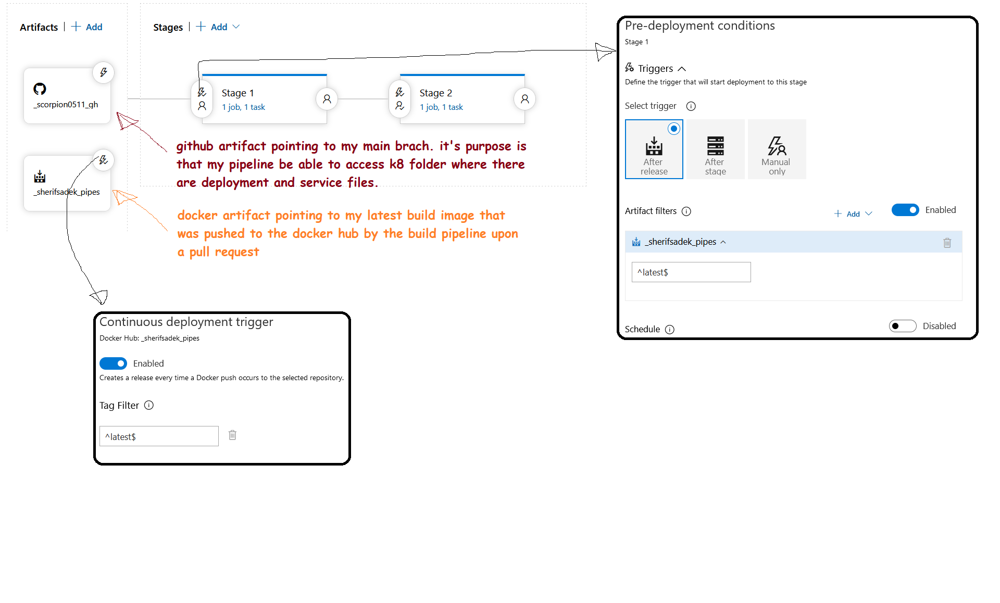 Artifacts | + Add
Stages | + Add
_scorpion0511_gh
Stage 1
1 job, 1 task
Stage 2
1 job, 1 task
github artifact pointing to my main brach. it's purpose is
that my pipeline be able to access k8 folder where there
are deployment and service files.
_sherifsadek_pipes
docker artifact pointing to my latest build image that
was pushed to the docker hub by the build pipeline upon
a pull request
Continuous deployment trigger
Docker Hub: _sherifsadek_pipes
Enabled
Creates a release every time a Docker push occurs to the selected repository.
Tag Filter
^latest$
Pre-deployment conditions
Stage 1
Triggers
Define the trigger that will start deployment to this stage
Select trigger
After
release
After
stage
Manual
only
Artifact filters
+ Add
Enabled
_sherifsadek_pipes
^latest$
Schedule
Disabled